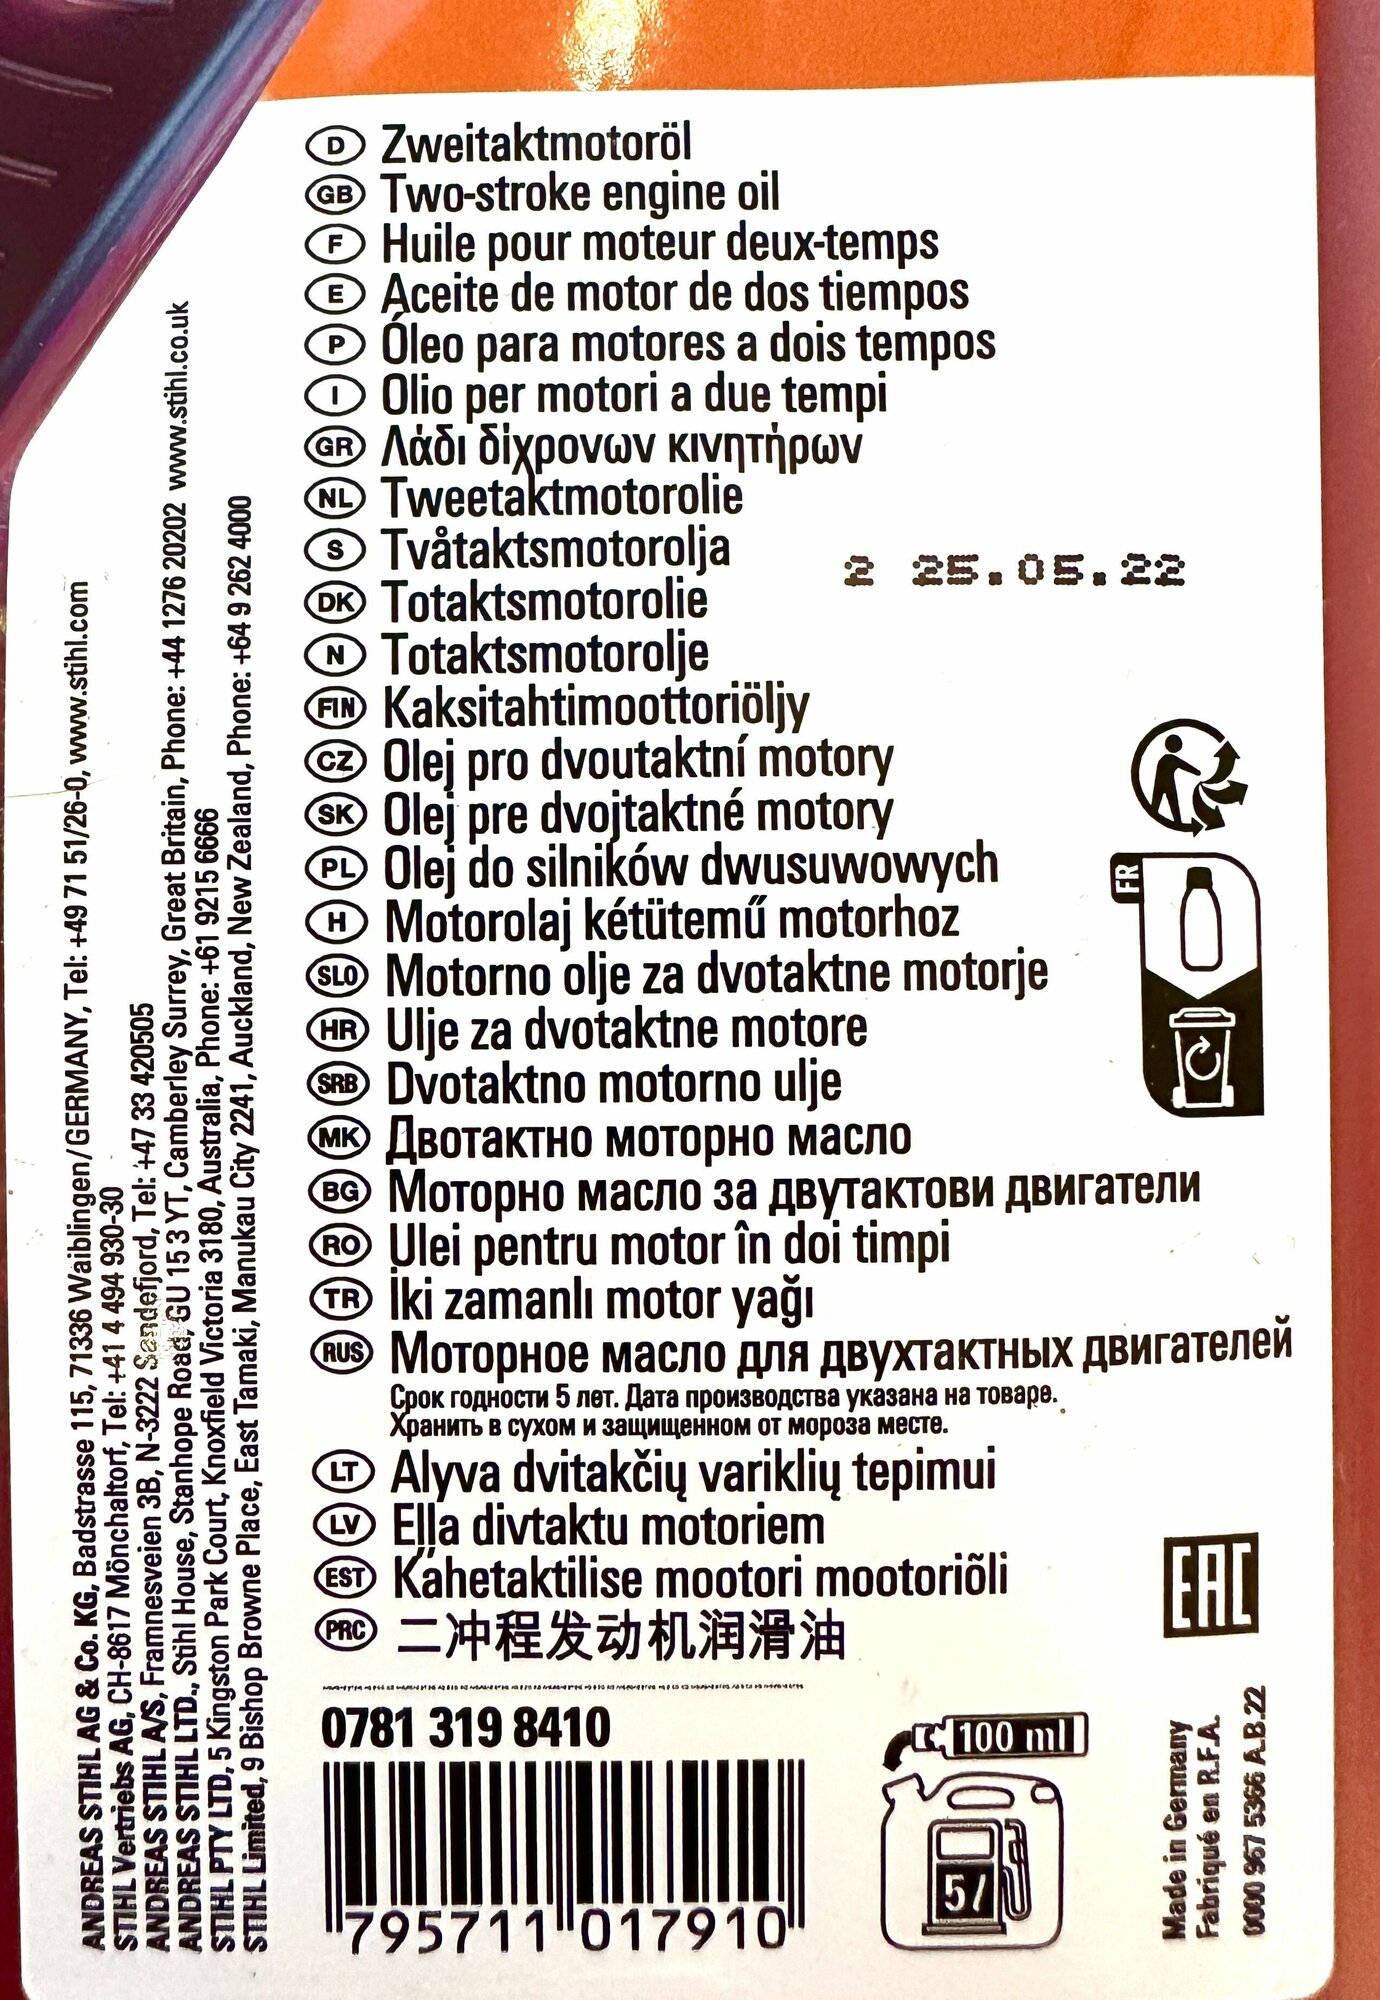 D Zweitaktmotoröl
GB Two-stroke engine oil
F Huile pour moteur deux-temps
E Aceite de motor de dos tiempos
P Óleo para motores a dois tempos
I Olio per motori a due tempi
GR Λάδι δίχρονων κινητήρων
NL Tweetaktmotorolie
S Tvåtaktsmotorolja
2 25.05.22
DK Totaktsmotorolie
N Totaktsmotorolje
FIN Kaksitahtimoottoriöljy
CZ Olej pro dvoutaktní motory
SK Olej pre dvojtaktné motory
PL Olej do silników dwusuwowych
H Motorolaj kétütemű motorhoz
SLO Motorno olje za dvotaktne motorje
HR Ulje za dvotaktne motore
SRB Dvotaktno motorno ulje
MK Двотактно моторно масло
BG Моторно масло за двутактови двигатели
RO Ulei pentru motor în doi timpi
TR İki zamanlı motor yağı
RUS Моторное масло для двухтактных двигателей
Срок годности 5 лет. Дата производства указана на товаре.
Хранить в сухом и защищенном от мороза месте.
LT Alyva dvitakčių variklių tepimui
LV Eļļa divtaktu motoriem
EST Kahetaktilise mootori mootoriõli
PRC 二冲程发动机润滑油
FR
EAC
0781 319 8410
795711 017910
100 ml
5l
Made in Germany
Fabriqué en R.F.A.
0000 967 5366 A.B.22
ANDREAS STIHL AG & Co. KG, Badstrasse 115, 71336 Waiblingen/GERMANY, Tel: +49 71 51/26-0, www.stihl.com
STIHL Vertriebs AG, CH-8617 Mönchaltorf, Tel: +41 4 494 930-30
ANDREAS STIHL A/S, Framnesveien 3B, N-3222 Sandefjord, Tel: +47 33 420505
ANDREAS STIHL LTD., Stihl House, Stanhope Road, GU 15 3 YT, Camberley Surrey, Great Britain, Phone: +44 1276 20202 www.stihl.co.uk
STIHL PTY LTD, 5 Kingston Park Court, Knoxfield Victoria 3180, Australia, Phone: +61 9215 6666
STIHL Limited, 9 Bishop Browne Place, East Tamaki, Manukau City 2241, Auckland, New Zealand, Phone: +64 9 262 4000